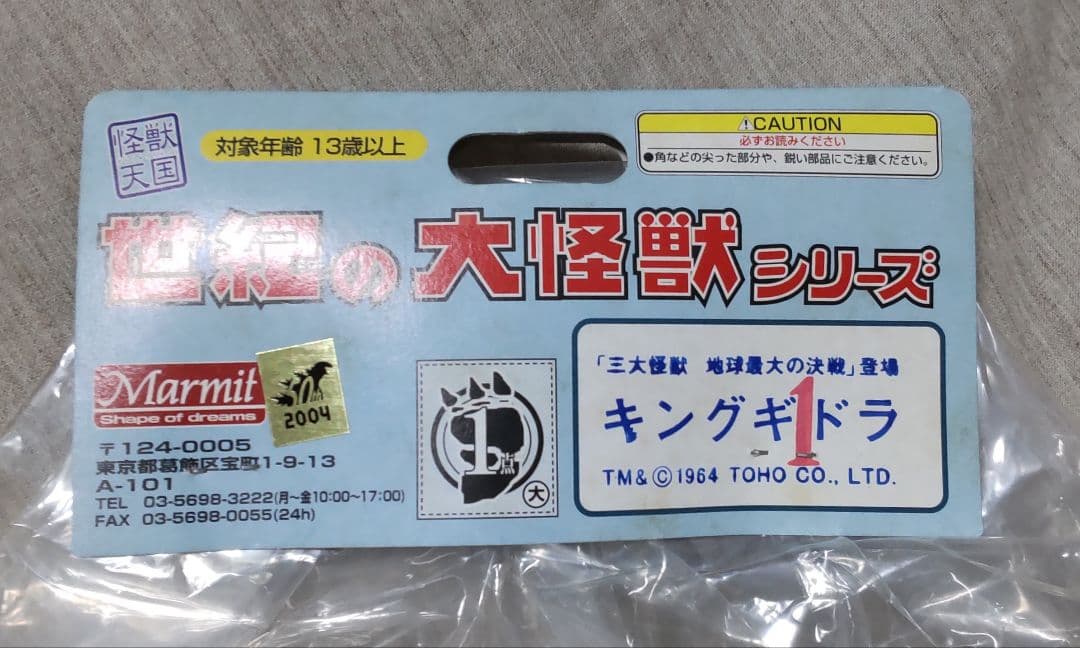 怪獣
天国
対象年齢 13歳以上
⚠CAUTION
必ずお読みください
●角などの尖った部分や、鋭い部品にご注意ください。
世紀の大怪獣シリーズ
Marmit
Shape of dreams
50th
2004
〒124-0005
東京都葛飾区宝町1-9-13
A-101
TEL 03-5698-3222(月~金10:00~17:00)
FAX 03-5698-0055(24h)
1点
大
「三大怪獣 地球最大の決戦」登場
キングギドラ
1
TM&©1964 TOHO CO., LTD.